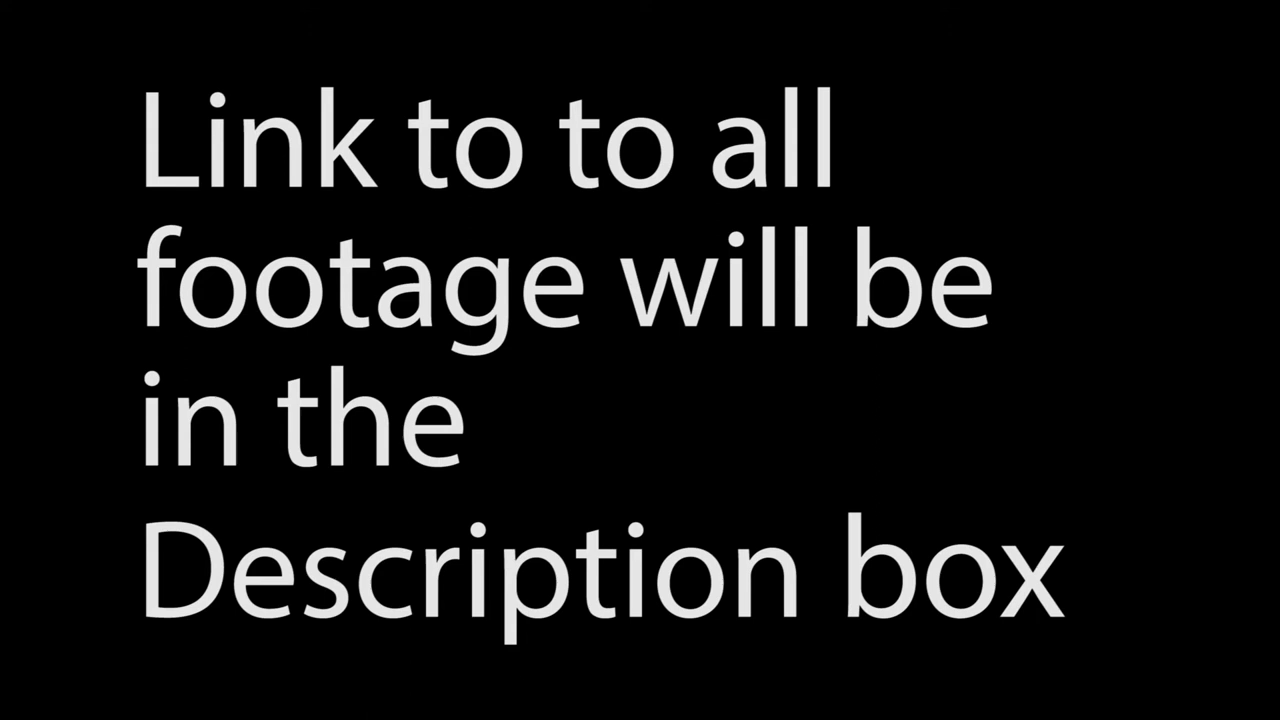 Link to to all
footage will be
in the
Description box